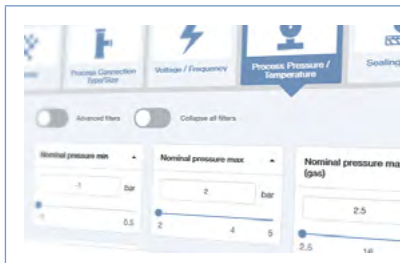 Process Connection
Type/Size
Voltage / Frequency
Process Pressure /
Temperature
Sealing
Advanced filters
Collapse all filters
Nominal pressure min
-1
bar
-1
0.5
Nominal pressure max
2
bar
2
4
5
Nominal pressure ma
(gas)
2.5
2.5
16